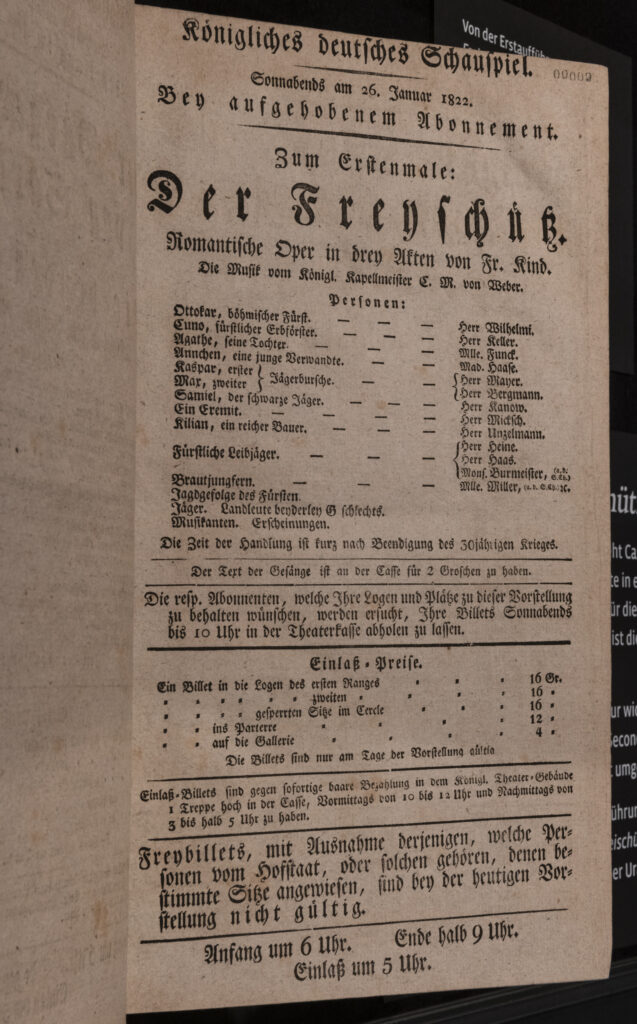 Von der Erstauffüh
00009
Königliches deutsches Schauspiel.
Sonnabends am 26. Januar 1822.
Bey aufgehobenem Abonnement.
Zum Erstenmale:
Der Freyschütz.
Romantische Oper in drey Akten von Fr. Kind.
Die Musik vom Königl. Kapellmeister C. M. von Weber.
Personen:
Ottokar, böhmischer Fürst. — — — Herr Wilhelmi.
Cuno, fürstlicher Erbförster. — — — Herr Keller.
Agathe, seine Tochter. — — — Mlle. Funck.
Ännchen, eine junge Verwandte. — — Mad. Haase.
Kaspar, erster } Jägerbursche. — — { Herr Mayer.
Max, zweiter { Herr Bergmann.
Samiel, der schwarze Jäger. — — — Herr Kanow.
Ein Eremit. — — — — Herr Micksch.
Kilian, ein reicher Bauer. — — — Herr Unzelmann.
Fürstliche Leibjäger. — — — { Herr Heine.
Herr Haas.
Mons. Burmeister, (a. d. S.Ch.)
Brautjungfern. — — — Mlle. Miller, (a. d. S.Ch.) ꝛc.
Jagdgefolge des Fürsten.
Jäger. Landleute beyderley G schlechts.
Musikanten. Erscheinungen.
Die Zeit der Handlung ist kurz nach Beendigung des 30jährigen Krieges.
Der Text der Gesänge ist an der Casse für 2 Groschen zu haben.
Die resp. Abonnenten, welche Ihre Logen und Plätze zu dieser Vorstellung
zu behalten wünschen, werden ersucht, Ihre Billets Sonnabends
bis 10 Uhr in der Theaterkasse abholen zu lassen.
Einlaß-Preise.
Ein Billet in die Logen des ersten Ranges 16 Gr.
zweiten 16
gesperrten Sitze im Cercle 16
ins Parterre 12
auf die Gallerie 4
Die Billets sind nur am Tage der Vorstellung gültig
Einlaß-Billets sind gegen sofortige baare Bezahlung in dem Königl. Theater-Gebäude
1 Treppe hoch in der Casse, Vormittags von 10 bis 12 Uhr und Nachmittags von
3 bis halb 5 Uhr zu haben.
Freybillets, mit Ausnahme derjenigen, welche Per-
sonen vom Hofstaat, oder solchen gehören, denen be-
stimmte Sitze angewiesen, sind bey der heutigen Vor-
stellung nicht gültig.
Anfang um 6 Uhr. Ende halb 9 Uhr.
Einlaß um 5 Uhr.